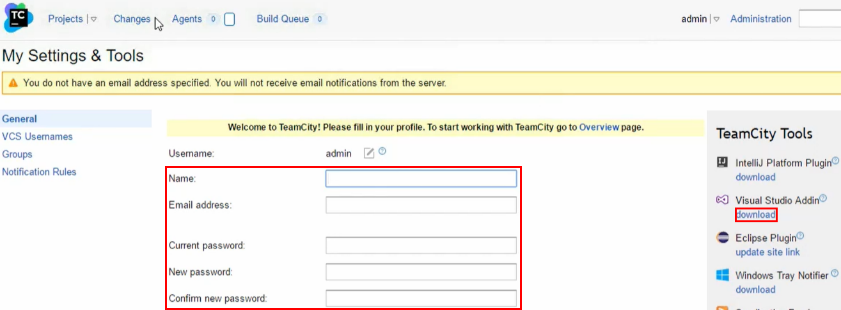 TC
Projects
Changes
Agents 0
Build Queue 0
admin
Administration
My Settings & Tools
You do not have an email address specified. You will not receive email notifications from the server.
General
VCS Usernames
Groups
Notification Rules
Welcome to TeamCity! Please fill in your profile. To start working with TeamCity go to Overview page.
Username: admin
Name:
Email address:
Current password:
New password:
Confirm new password:
TeamCity Tools
IntelliJ Platform Plugin
download
Visual Studio Addin
download
Eclipse Plugin
update site link
Windows Tray Notifier
download